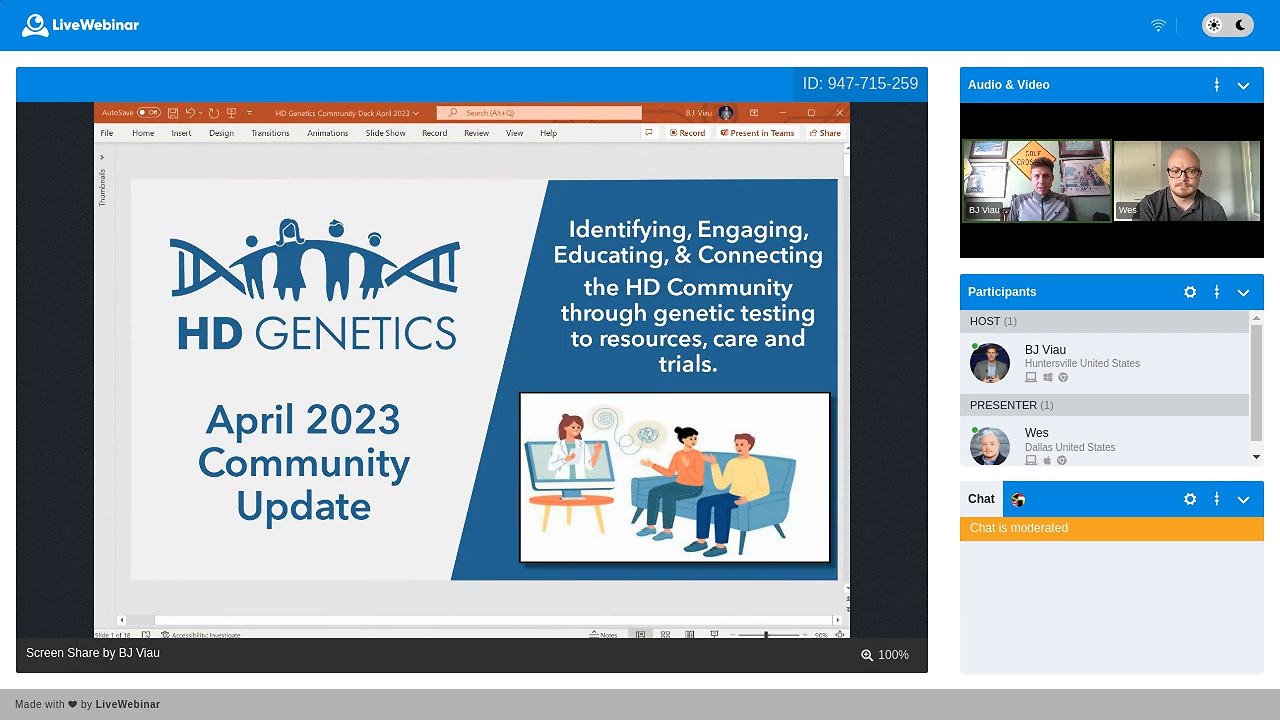 LiveWebinar
ID: 947-715-259
AutoSave Off
HD Genetics Community Deck April 2023
Search (Alt+Q)
BJ Viau
File Home Insert Design Transitions Animations Slide Show Record Review View Help
Record Present in Teams Share
Thumbnails
HD GENETICS
April 2023
Community
Update
Identifying, Engaging,
Educating, & Connecting
the HD Community
through genetic testing
to resources, care and
trials.
Slide 1 of 18 Accessibility: Investigate Notes 90%
Screen Share by BJ Viau
100%
Audio & Video
GOLF
CROSSING
BJ Viau
Wes
Participants
HOST (1)
BJ Viau
Huntersville United States
PRESENTER (1)
Wes
Dallas United States
Chat
Chat is moderated
Made with by LiveWebinar